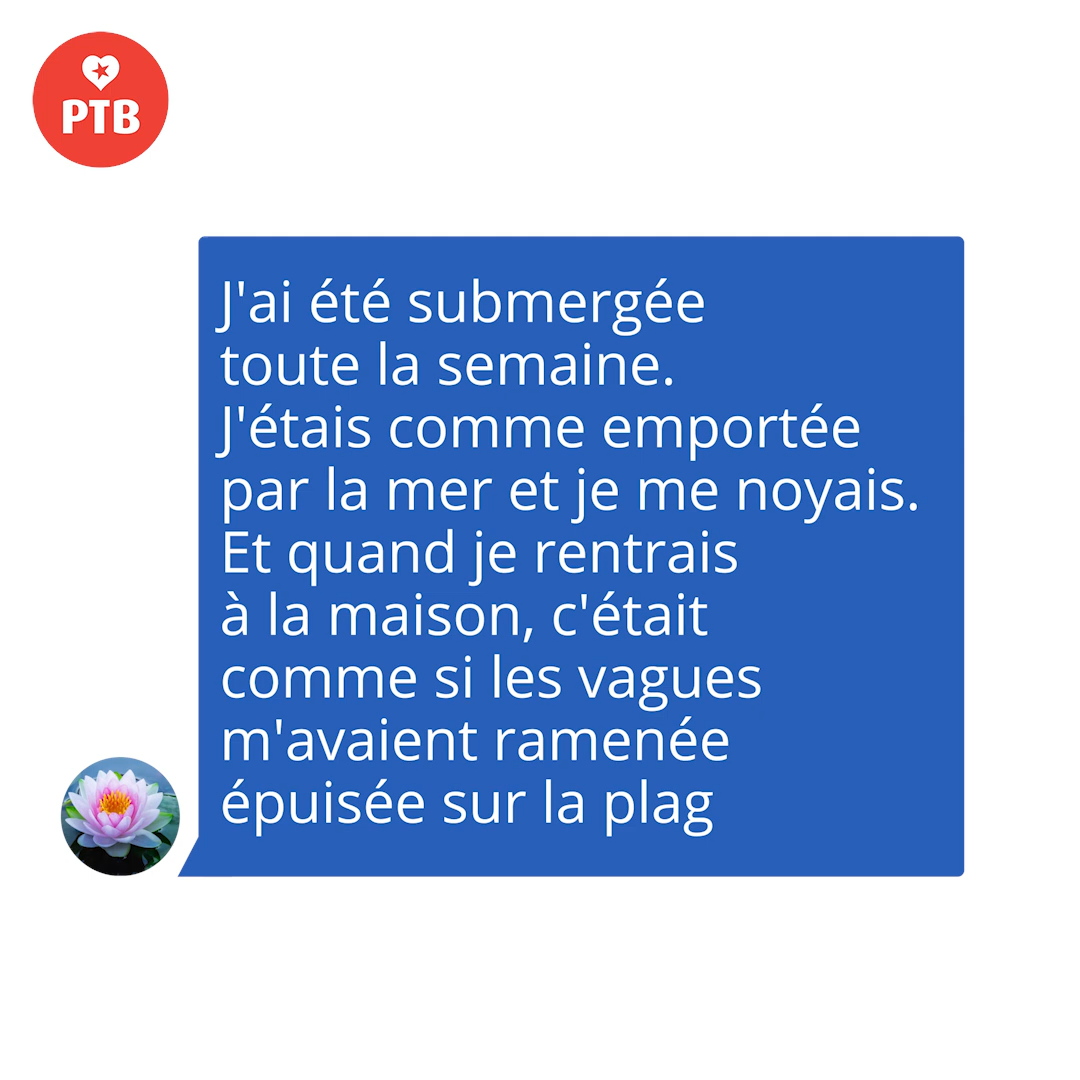 PTB
J'ai été submergée
toute la semaine.
J'étais comme emportée
par la mer et je me noyais.
Et quand je rentrais
à la maison, c'était
comme si les vagues
m'avaient ramenée
épuisée sur la plag